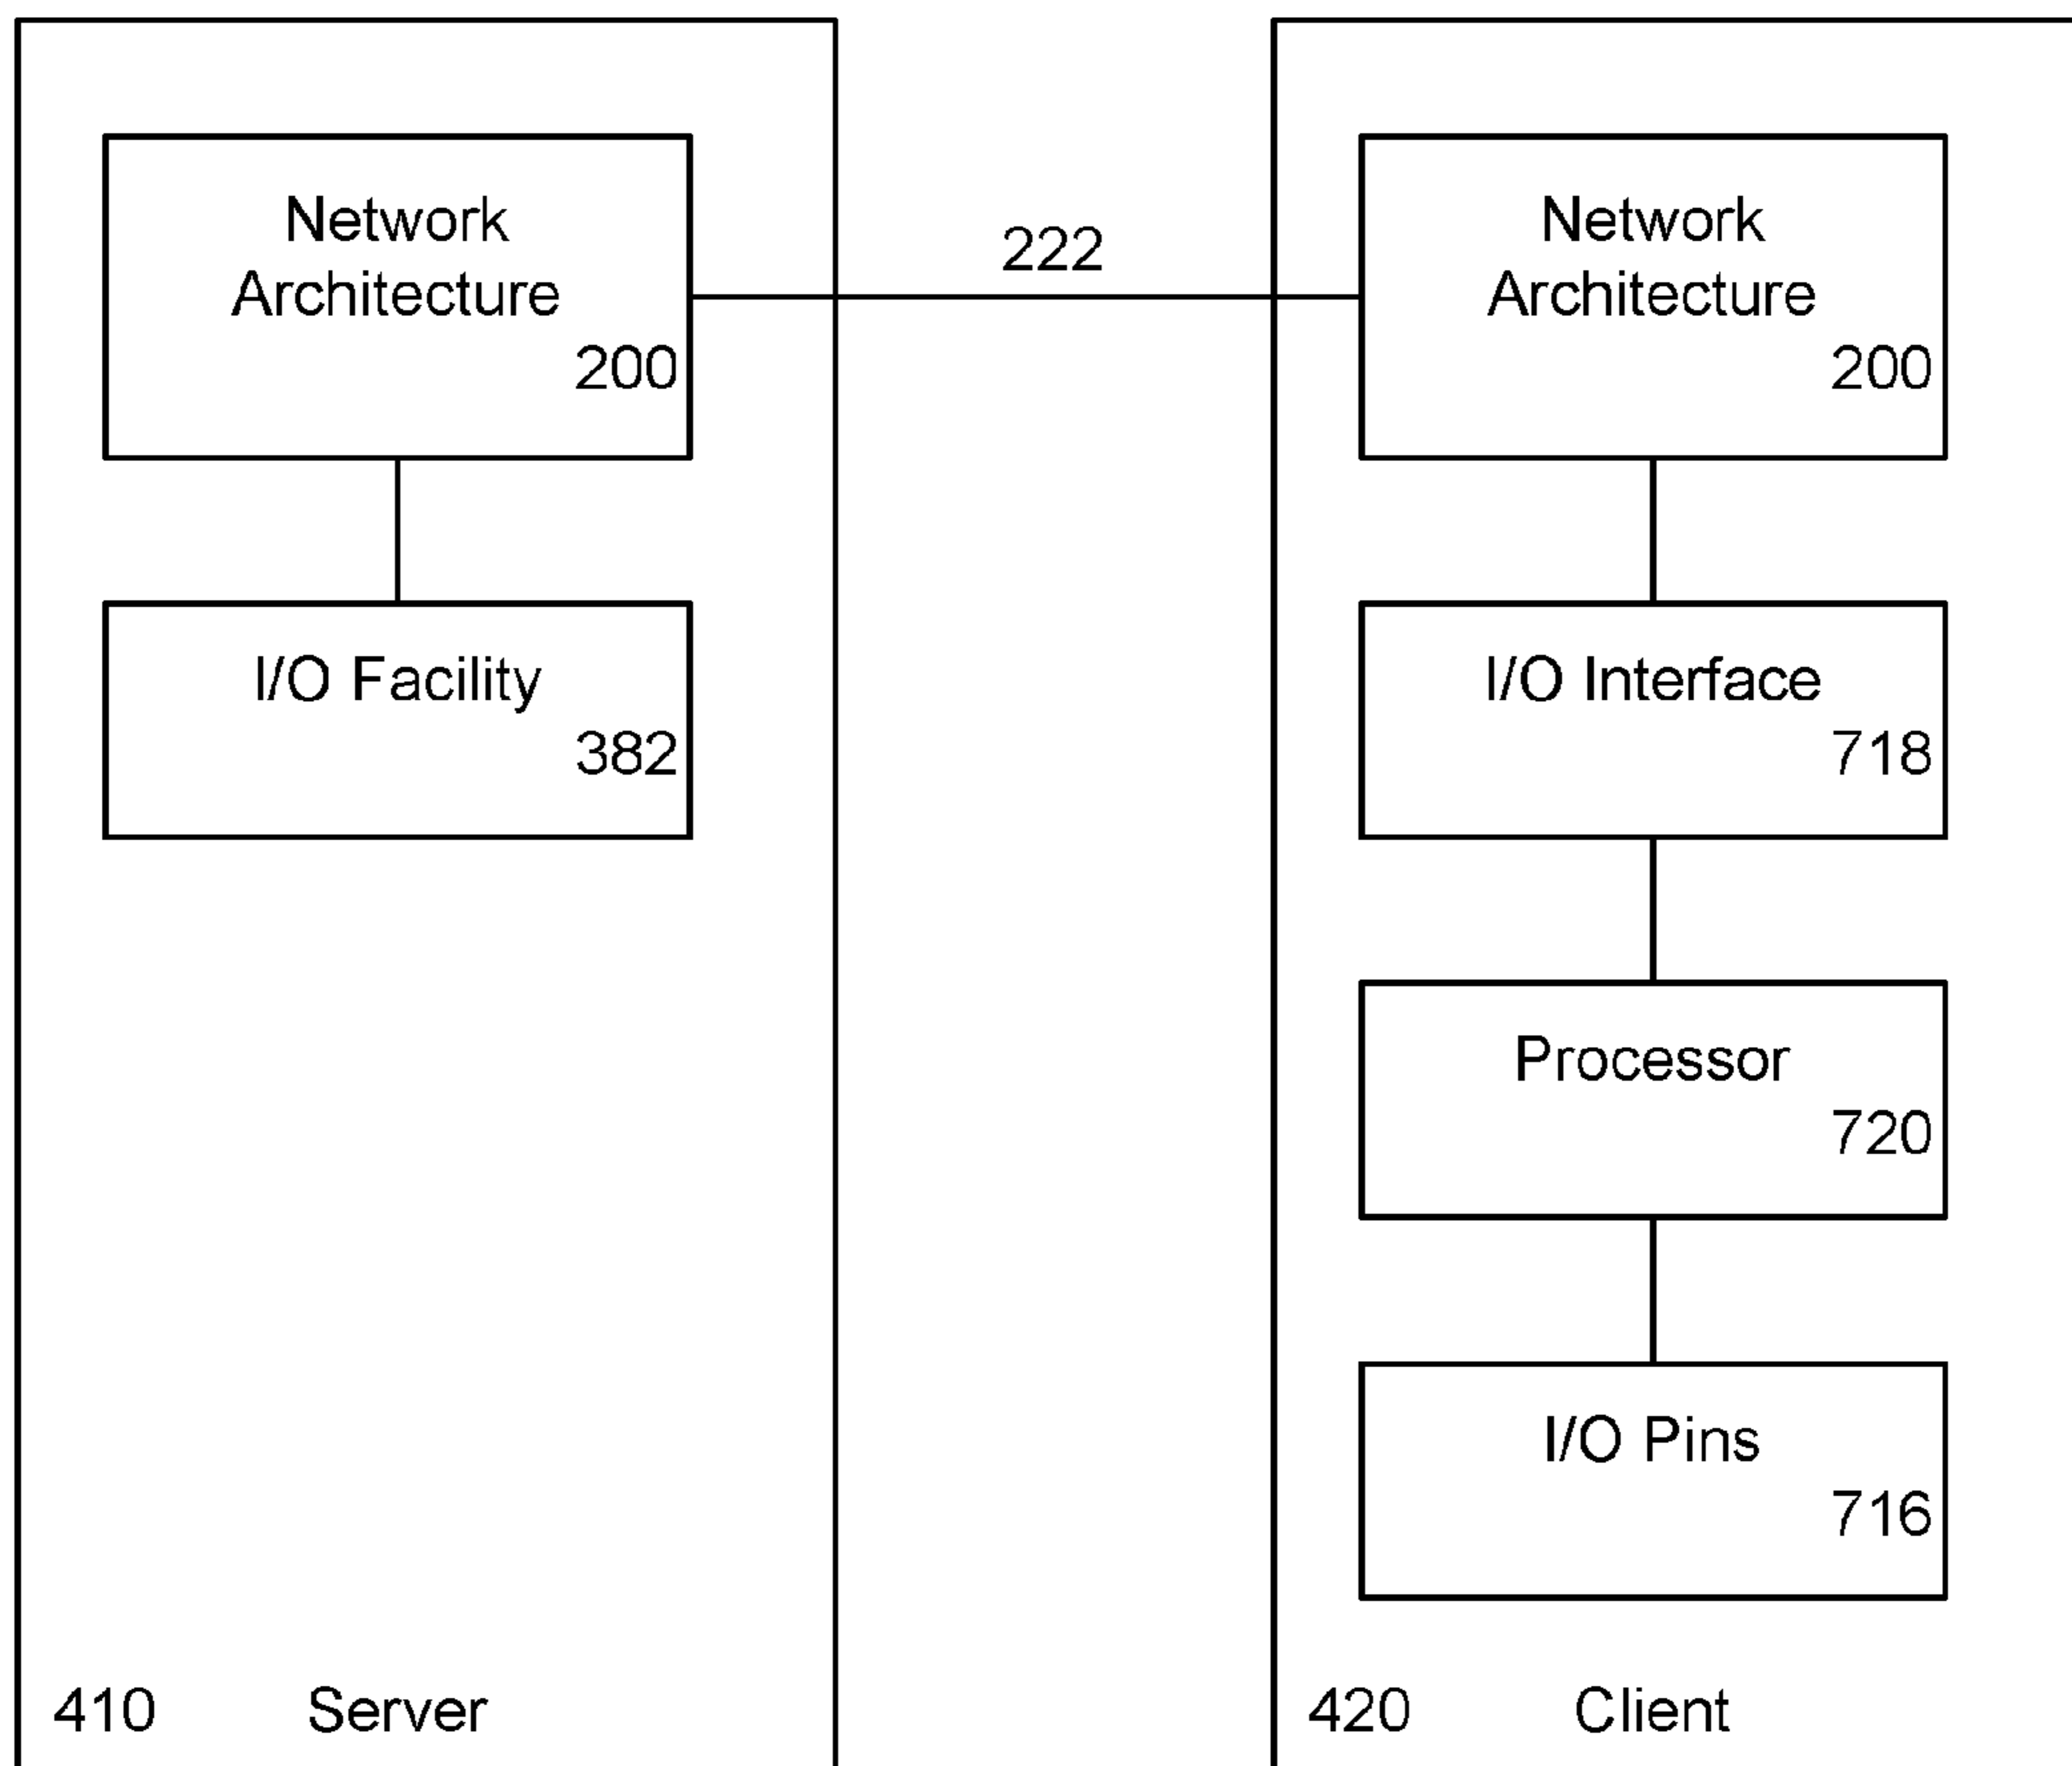 Network
Architecture
200
222
Network
Architecture
200
I/O Facility
382
I/O Interface
718
Processor
720
I/O Pins
716
410 Server
420 Client